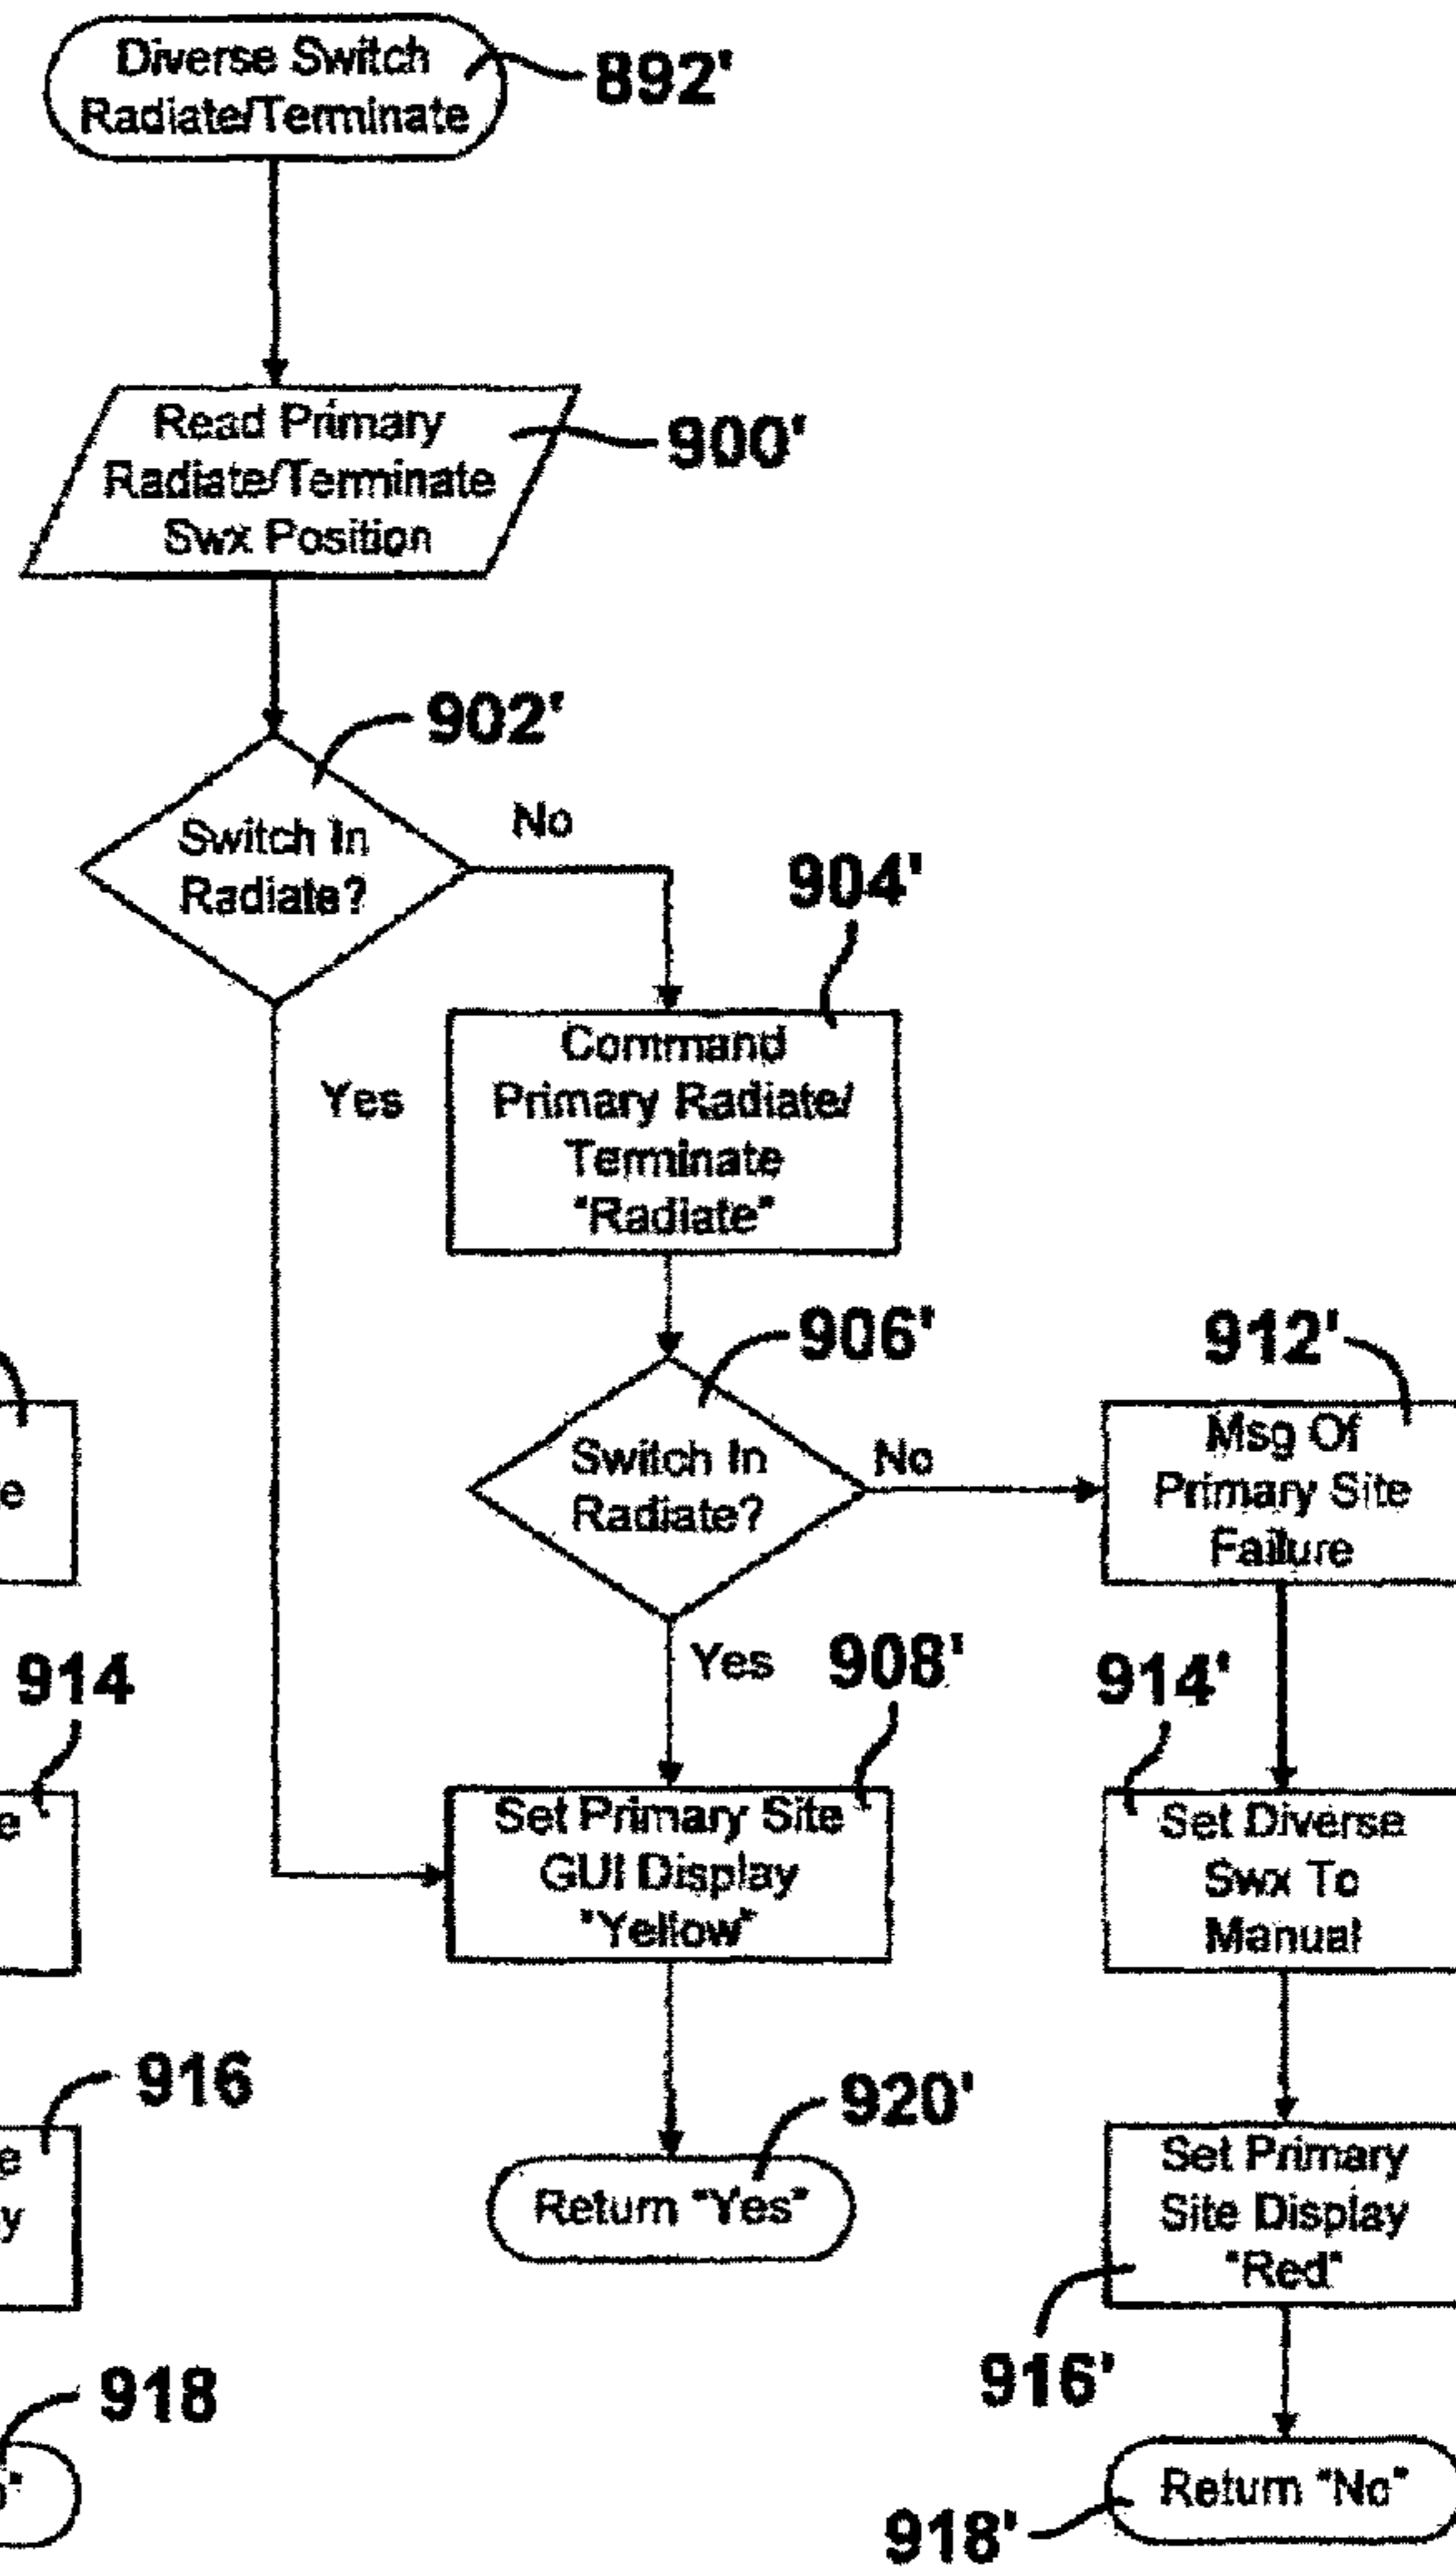 Diverse Switch
Radiate/Terminate
892'
Read Primary
Radiate/Terminate
Swx Position
900'
902'
Switch In
Radiate?
No
Yes
904'
Command
Primary Radiate/
Terminate
"Radiate"
906'
Switch In
Radiate?
No
Yes
912'
Msg Of
Primary Site
Failure
908'
Set Primary Site
GUI Display
"Yellow"
914'
Set Diverse
Swx To
Manual
920'
Return "Yes"
Set Primary
Site Display
"Red"
916'
Return "No"
918'
e
914
e
916
e
y
918